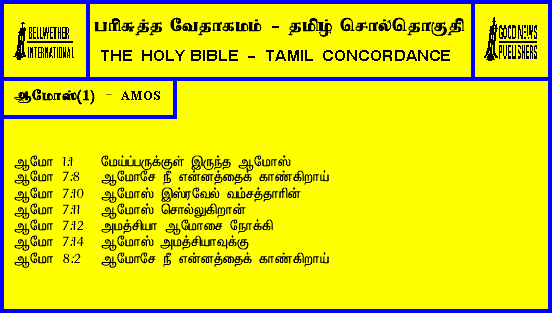 BELLWETHER
INTERNATIONAL
பரிசுத்த வேதாகமம் - தமிழ் சொல்தொகுதி
THE HOLY BIBLE - TAMIL CONCORDANCE
GOOD NEWS
PUBLISHERS
ஆமோஸ்(1) - AMOS
ஆமோ 1:1 மேய்ப்பருக்குள் இருந்த ஆமோஸ்
ஆமோ 7:8 ஆமோசே நீ என்னத்தைக் காண்கிறாய்
ஆமோ 7:10 ஆமோஸ் இஸ்ரவேல் வம்சத்தாரின்
ஆமோ 7:11 ஆமோஸ் சொல்லுகிறான்
ஆமோ 7:12 அமத்சியா ஆமோசை நோக்கி
ஆமோ 7:14 ஆமோஸ் அமத்சியாவுக்கு
ஆமோ 8:2 ஆமோசே நீ என்னத்தைக் காண்கிறாய்